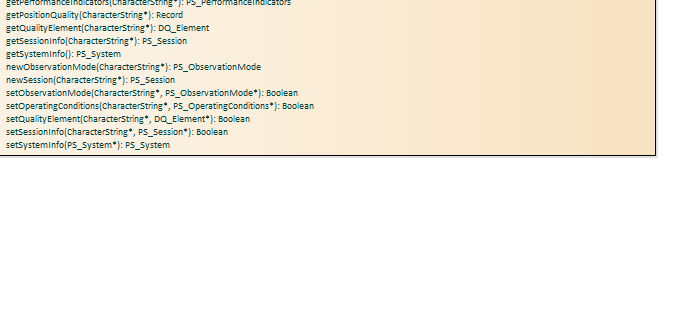 getPerformanceIndicators(CharacterString*): PS_PerformanceIndicators
getPositionQuality(CharacterString*): Record
getQualityElement(CharacterString*): DQ_Element
getSessionInfo(CharacterString*): PS_Session
getSystemInfo(): PS_System
newObservationMode(CharacterString*): PS_ObservationMode
newSession(CharacterString*): PS_Session
setObservationMode(CharacterString*, PS_ObservationMode*): Boolean
setOperatingConditions(CharacterString*, PS_OperatingConditions*): Boolean
setQualityElement(CharacterString*, DQ_Element*): Boolean
setSessionInfo(CharacterString*, PS_Session*): Boolean
setSystemInfo(PS_System*): PS_System